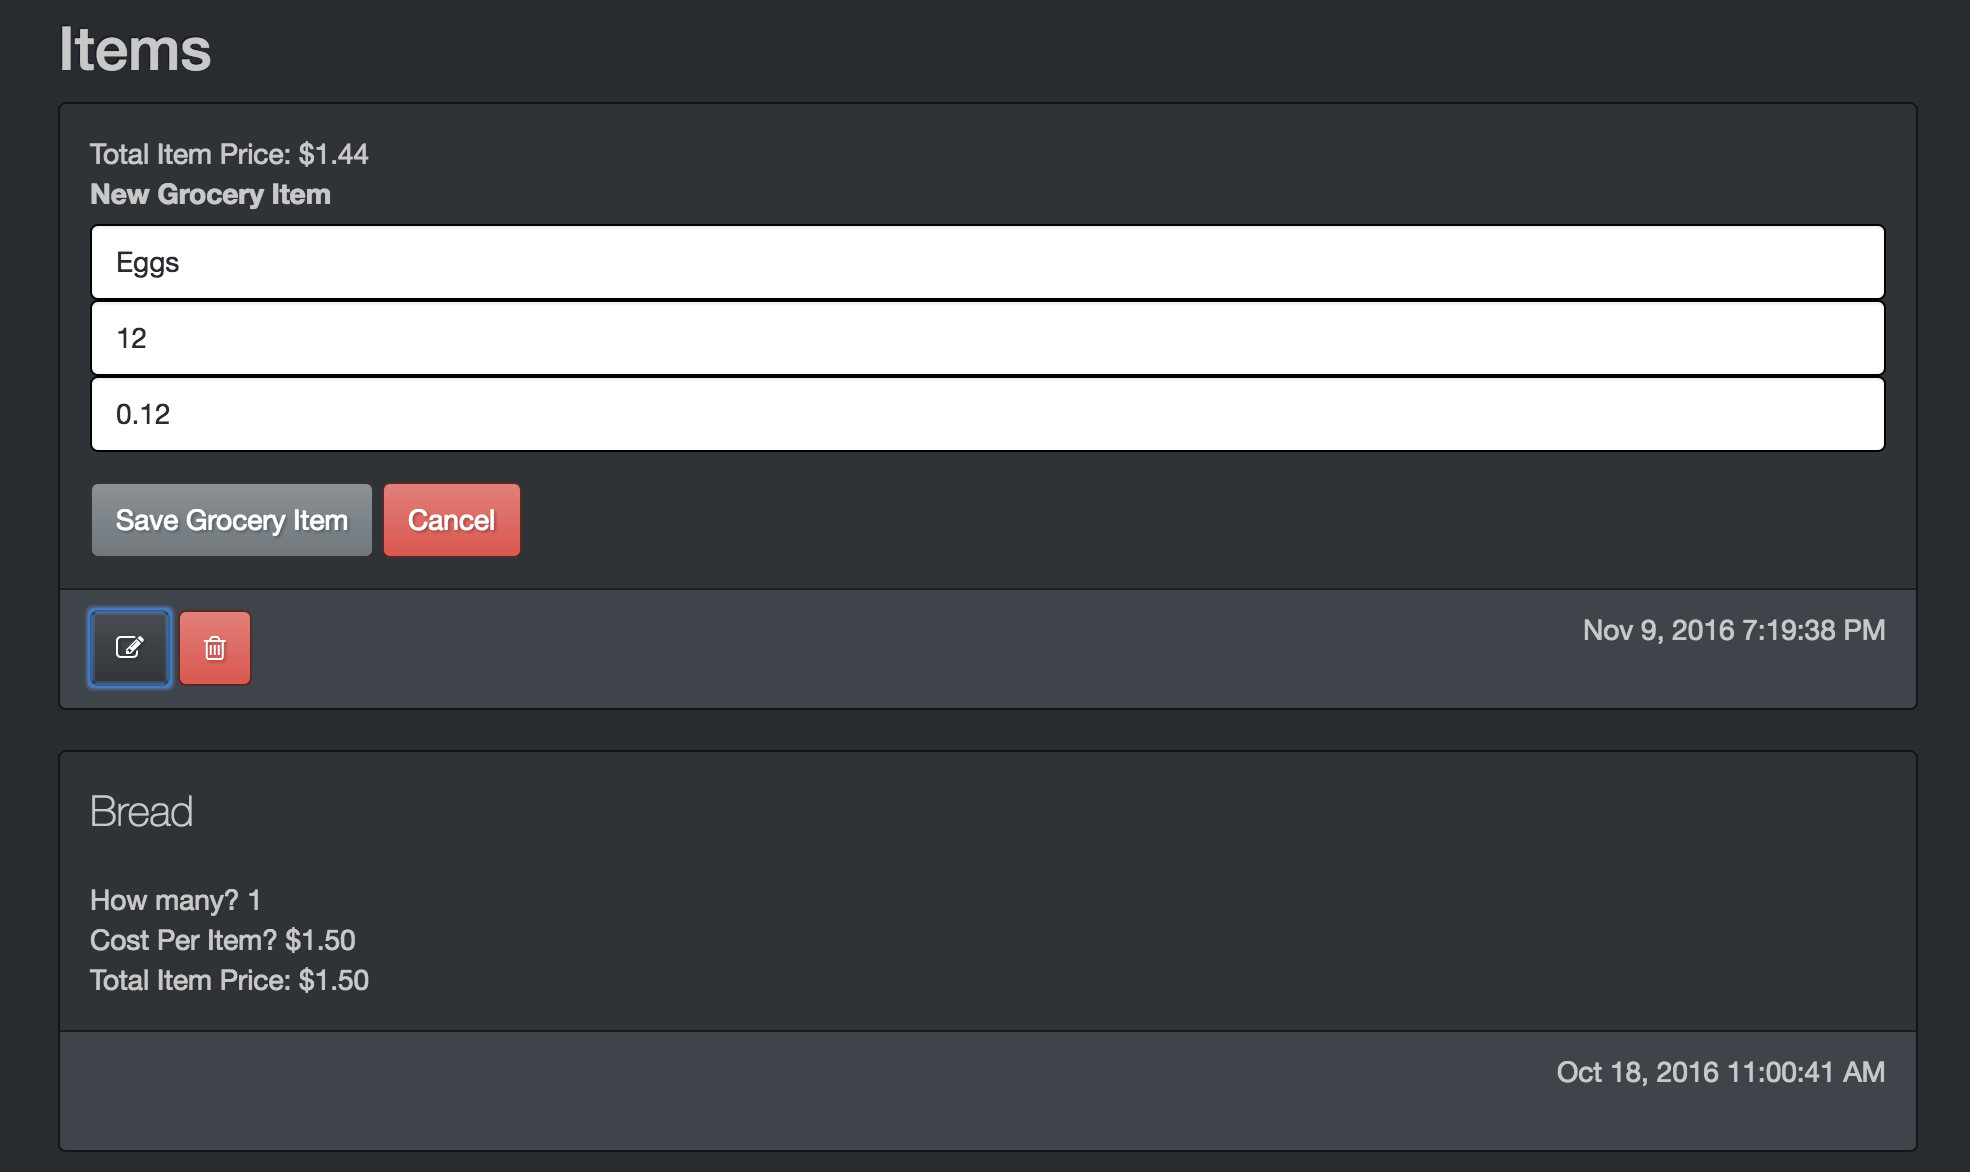 Items
Total Item Price: $1.44
New Grocery Item
Eggs
12
0.12
Save Grocery Item Cancel
Nov 9, 2016 7:19:38 PM
Bread
How many? 1
Cost Per Item? $1.50
Total Item Price: $1.50
Oct 18, 2016 11:00:41 AM